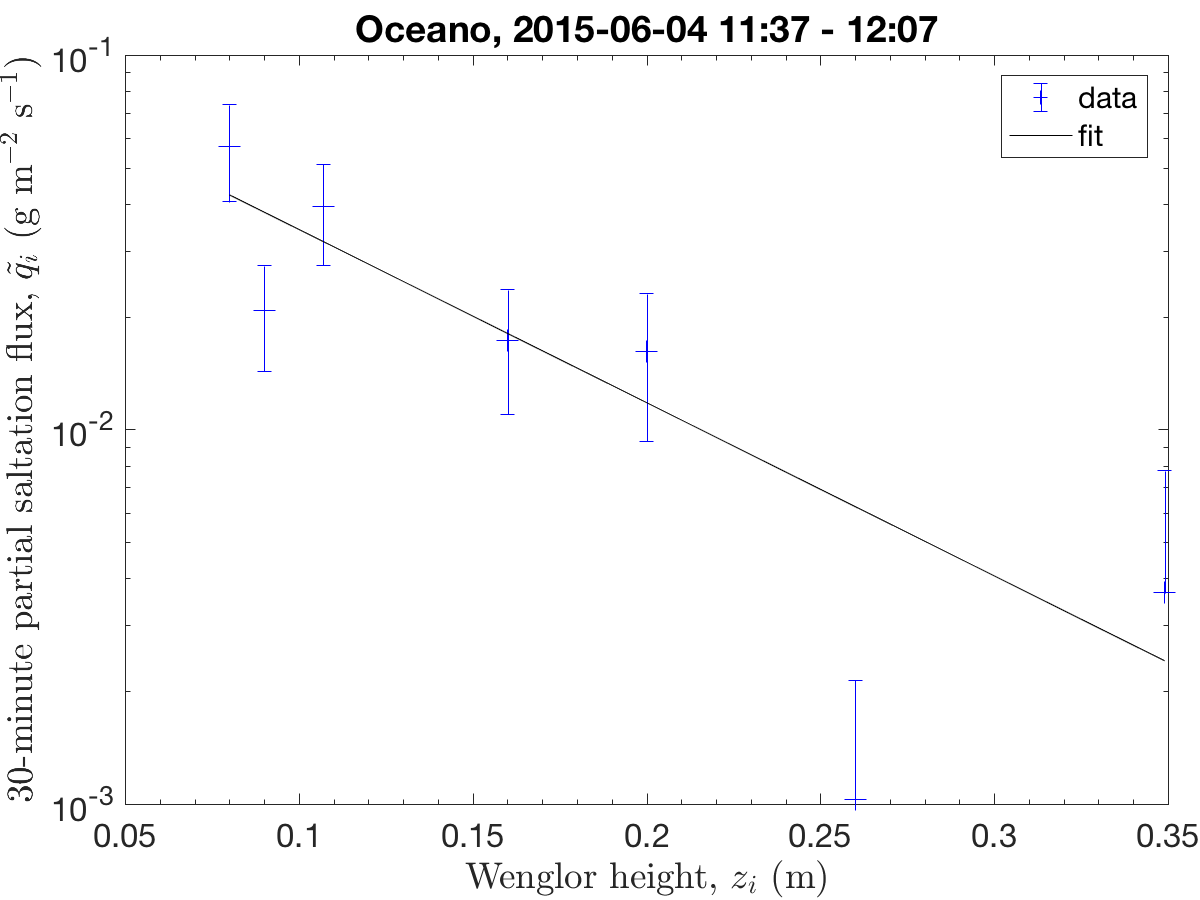 Oceano, 2015-06-04 11:37 - 12:07
30-minute partial saltation flux, q̃ᵢ (g m⁻² s⁻¹)
10⁻¹
10⁻²
10⁻³
data
fit
0.05 0.1 0.15 0.2 0.25 0.3 0.35
Wenglor height, zᵢ (m)